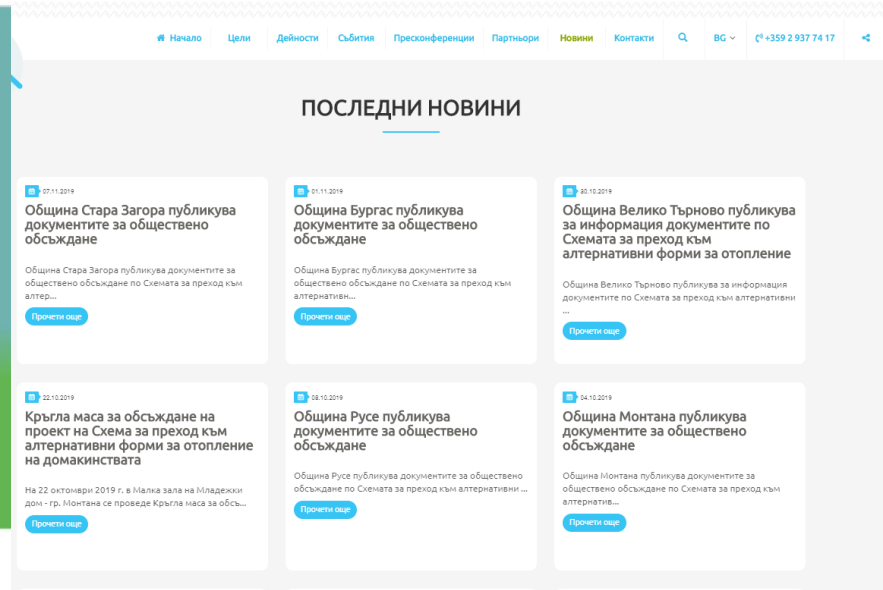 Начало Цели Дейности Събития Пресконференции Партньори Новини Контакти BG +359 2 937 74 17
ПОСЛЕДНИ НОВИНИ
07.11.2019
Община Стара Загора публикува
документите за обществено
обсъждане
Община Стара Загора публикува документите за
обществено обсъждане по Схемата за преход към
алтер...
Прочети още
01.11.2019
Община Бургас публикува
документите за обществено
обсъждане
Община Бургас публикува документите за
обществено обсъждане по Схемата за преход към
алтернативн...
Прочети още
30.10.2019
Община Велико Търново публикува
за информация документите по
Схемата за преход към
алтернативни форми за отопление
Община Велико Търново публикува за информация
документите по Схемата за преход към алтернативни
...
Прочети още
22.10.2019
Кръгла маса за обсъждане на
проект на Схема за преход към
алтернативни форми за отопление
на домакинствата
На 22 октомври 2019 г. в Малка зала на Младежки
дом - гр. Монтана се проведе Кръгла маса за обсъ...
Прочети още
08.10.2019
Община Русе публикува
документите за обществено
обсъждане
Община Русе публикува документите за обществено
обсъждане по Схемата за преход към алтернативни ...
Прочети още
04.10.2019
Община Монтана публикува
документите за обществено
обсъждане
Община Монтана публикува документите за
обществено обсъждане по Схемата за преход към
алтернатив...
Прочети още